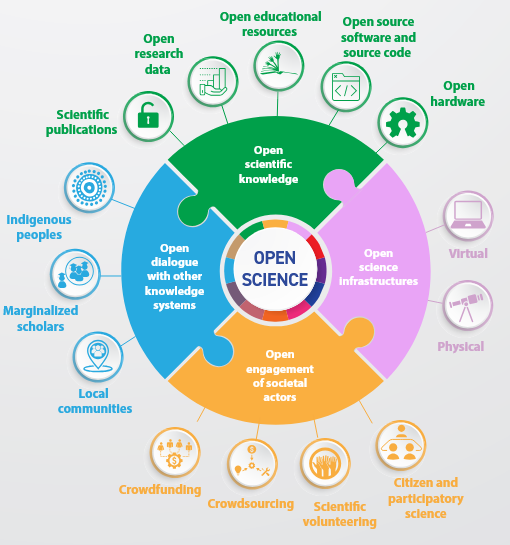 Open educational
resources
Open source
software and
source code
Open
research
data
Open
hardware
Scientific
publications
Open
scientific
knowledge
Indigenous
peoples
Open
dialogue
with other
knowledge
systems
OPEN
SCIENCE
Open
science
infrastructures
Virtual
Marginalized
scholars
Physical
Open
engagement
of societal
actors
Local
communities
$
$
Crowdfunding
Crowdsourcing
Scientific
volunteering
Citizen and
participatory
science